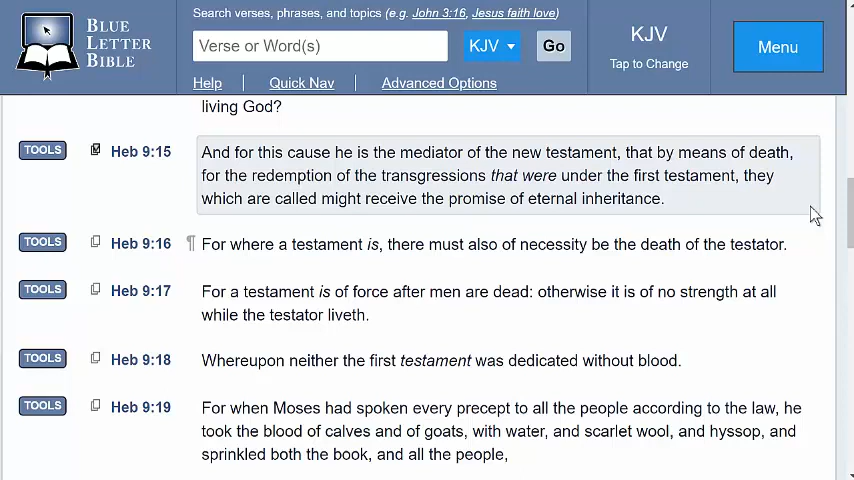 BLUE
LETTER
BIBLE
Search verses, phrases, and topics (e.g. John 3:16, Jesus faith love)
Verse or Word(s)
KJV
Go
Help
Quick Nav
Advanced Options
KJV
Tap to Change
Menu
living God?
TOOLS Heb 9:15 And for this cause he is the mediator of the new testament, that by means of death,
for the redemption of the transgressions that were under the first testament, they
which are called might receive the promise of eternal inheritance.
TOOLS Heb 9:16 ¶ For where a testament is, there must also of necessity be the death of the testator.
TOOLS Heb 9:17 For a testament is of force after men are dead: otherwise it is of no strength at all
while the testator liveth.
TOOLS Heb 9:18 Whereupon neither the first testament was dedicated without blood.
TOOLS Heb 9:19 For when Moses had spoken every precept to all the people according to the law, he
took the blood of calves and of goats, with water, and scarlet wool, and hyssop, and
sprinkled both the book, and all the people,